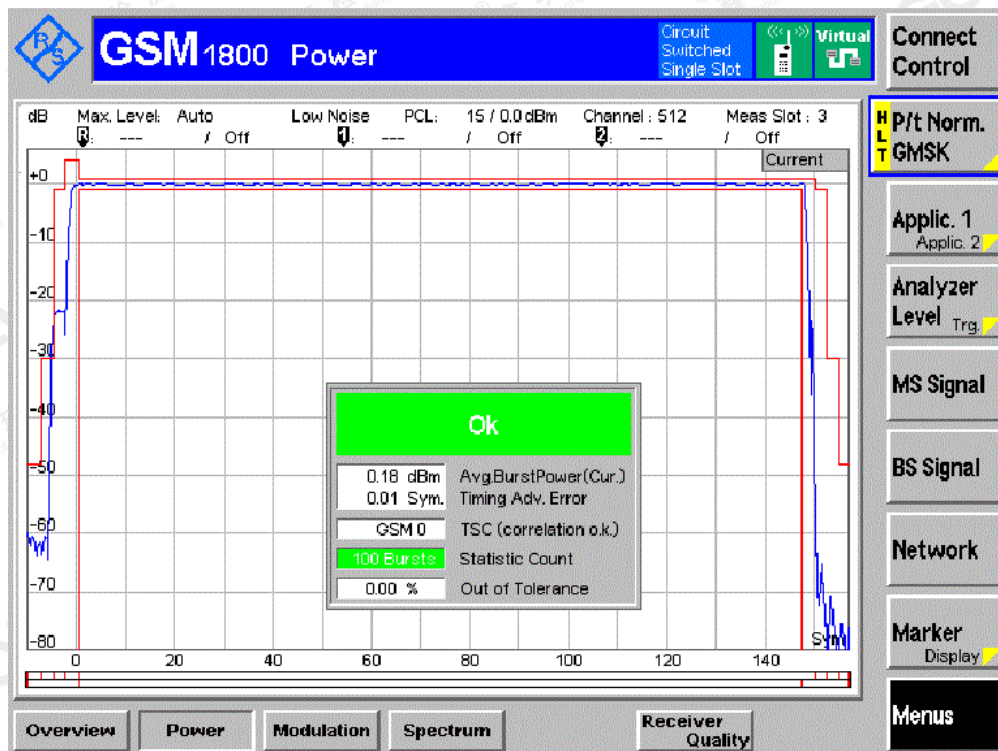 R S
GSM 1800 Power
Circuit
Switched
Single Slot
Virtual
Connect
Control
dB Max. Level: Auto Low Noise PCL: 15 / 0.0 dBm Channel : 512 Meas Slot : 3
R : --- / Off 1 : --- / Off 2 : --- / Off
Current
H
L
T
P/t Norm.
GMSK
Applic. 1
Applic. 2
Analyzer
Level Trg.
MS Signal
BS Signal
Network
Marker
Display
Menus
+0
-10
-20
-30
-40
-50
-60
-70
-80
Ok
0.18 dBm Avg.BurstPower(Cur.)
0.01 Sym. Timing Adv. Error
GSM 0 TSC (correlation o.k.)
100 Bursts Statistic Count
0.00 % Out of Tolerance
Sym
0 20 40 60 80 100 120 140
Overview Power Modulation Spectrum Receiver
Quality